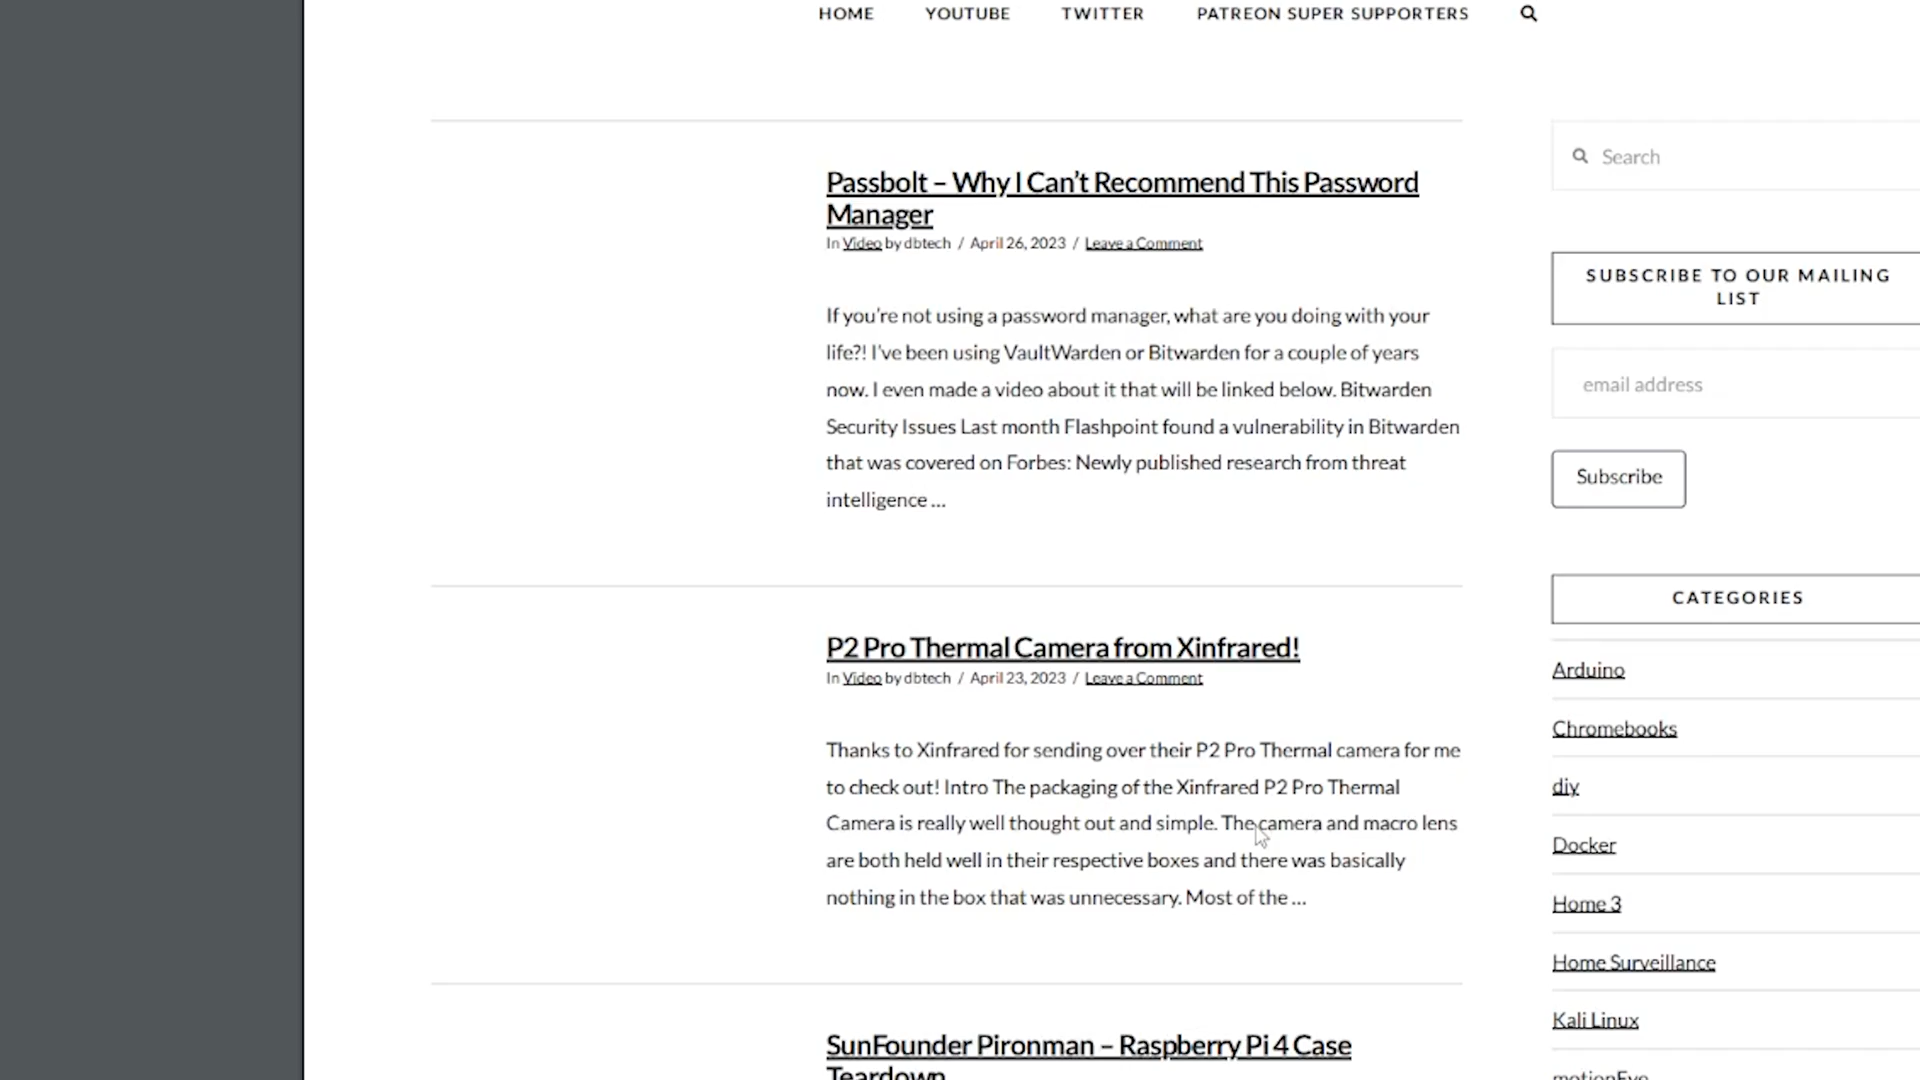 HOME YOUTUBE TWITTER PATREON SUPER SUPPORTERS
Passbolt – Why I Can't Recommend This Password
Manager
In Video by dbtech / April 26, 2023 / Leave a Comment
If you're not using a password manager, what are you doing with your
life?! I've been using VaultWarden or Bitwarden for a couple of years
now. I even made a video about it that will be linked below. Bitwarden
Security Issues Last month Flashpoint found a vulnerability in Bitwarden
that was covered on Forbes: Newly published research from threat
intelligence ...
P2 Pro Thermal Camera from Xinfrared!
In Video by dbtech / April 23, 2023 / Leave a Comment
Thanks to Xinfrared for sending over their P2 Pro Thermal camera for me
to check out! Intro The packaging of the Xinfrared P2 Pro Thermal
Camera is really well thought out and simple. The camera and macro lens
are both held well in their respective boxes and there was basically
nothing in the box that was unnecessary. Most of the ...
SunFounder Pironman – Raspberry Pi 4 Case
Teardown
Search
SUBSCRIBE TO OUR MAILING
LIST
email address
Subscribe
CATEGORIES
Arduino
Chromebooks
diy
Docker
Home 3
Home Surveillance
Kali Linux
motionEye